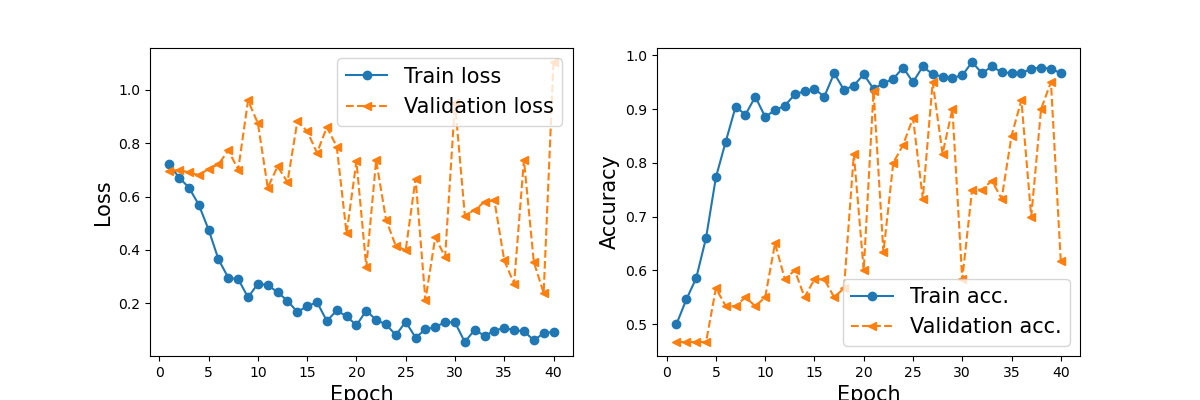 Train loss
Validation loss
1.0
0.8
0.6
0.4
0.2
Loss
0 5 10 15 20 25 30 35 40
Epoch
1.0
0.9
0.8
0.7
0.6
0.5
Accuracy
Train acc.
Validation acc.
0 5 10 15 20 25 30 35 40
Epoch